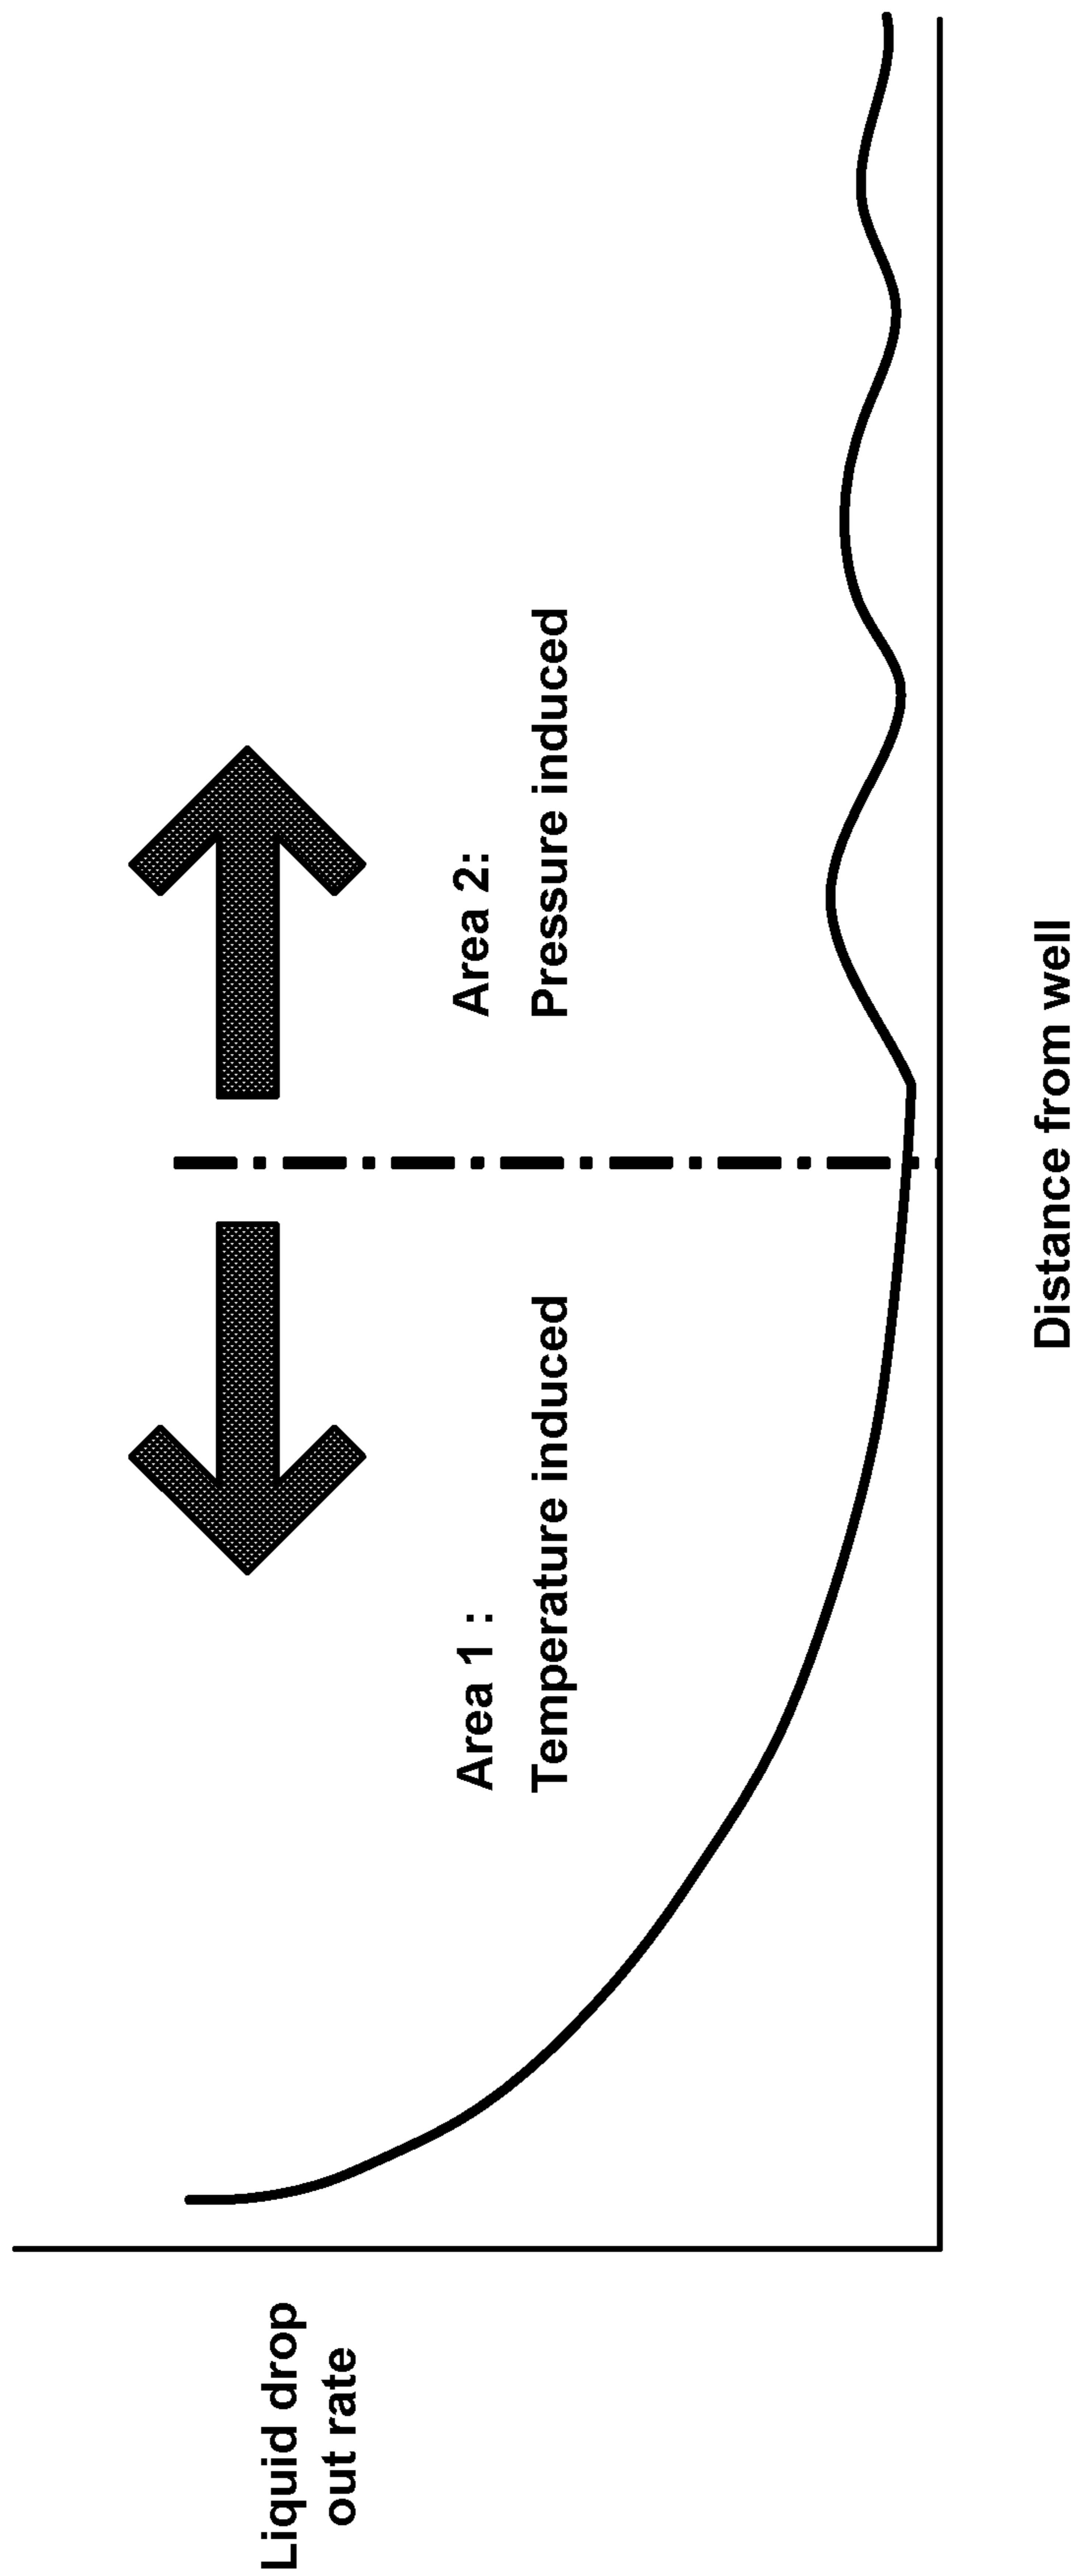 Liquid drop
out rate
Area 1 :
Temperature induced
Area 2:
Pressure induced
Distance from well